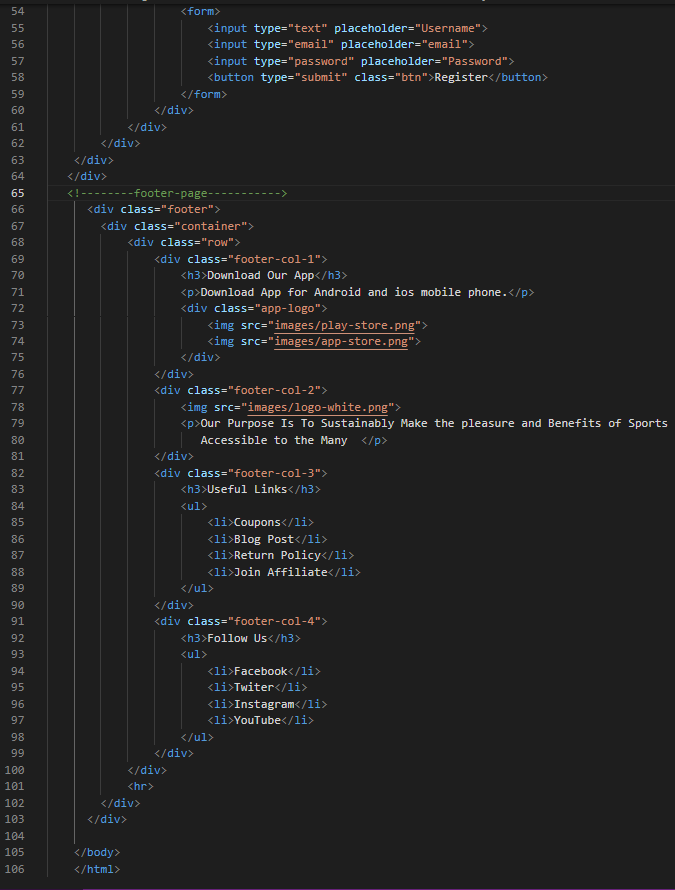 54 <form>
55 <input type="text" placeholder="Username">
56 <input type="email" placeholder="email">
57 <input type="password" placeholder="Password">
58 <button type="submit" class="btn">Register</button>
59 </form>
60 </div>
61 </div>
62 </div>
63 </div>
64 </div>
65 <!--------footer-page----------->
66 <div class="footer">
67 <div class="container">
68 <div class="row">
69 <div class="footer-col-1">
70 <h3>Download Our App</h3>
71 <p>Download App for Android and ios mobile phone.</p>
72 <div class="app-logo">
73 <img src="images/play-store.png">
74 <img src="images/app-store.png">
75 </div>
76 </div>
77 <div class="footer-col-2">
78 <img src="images/logo-white.png">
79 <p>Our Purpose Is To Sustainably Make the pleasure and Benefits of Sports
80 Accessible to the Many  </p>
81 </div>
82 <div class="footer-col-3">
83 <h3>Useful Links</h3>
84 <ul>
85 <li>Coupons</li>
86 <li>Blog Post</li>
87 <li>Return Policy</li>
88 <li>Join Affiliate</li>
89 </ul>
90 </div>
91 <div class="footer-col-4">
92 <h3>Follow Us</h3>
93 <ul>
94 <li>Facebook</li>
95 <li>Twiter</li>
96 <li>Instagram</li>
97 <li>YouTube</li>
98 </ul>
99 </div>
100 </div>
101 <hr>
102 </div>
103 </div>
104
105 </body>
106 </html>